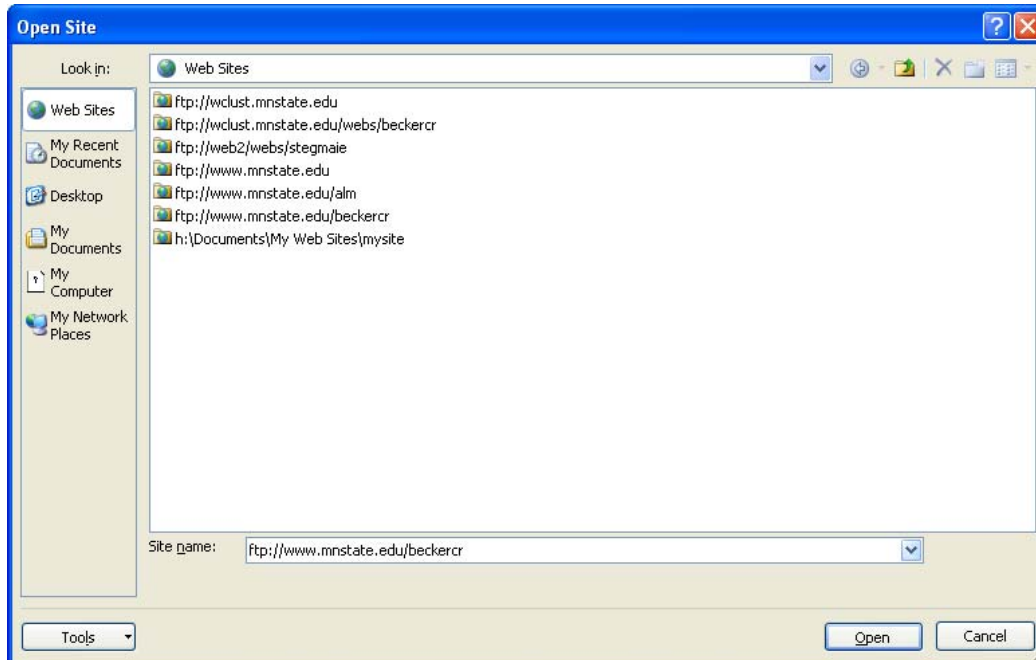 Open Site
Look in:
Web Sites
Web Sites
My Recent
Documents
Desktop
My
Documents
My
Computer
My Network
Places
ftp://wclust.mnstate.edu
ftp://wclust.mnstate.edu/webs/beckercr
ftp://web2/webs/stegmaie
ftp://www.mnstate.edu
ftp://www.mnstate.edu/alm
ftp://www.mnstate.edu/beckercr
h:\Documents\My Web Sites\mysite
Site name:
ftp://www.mnstate.edu/beckercr
Tools
Open
Cancel